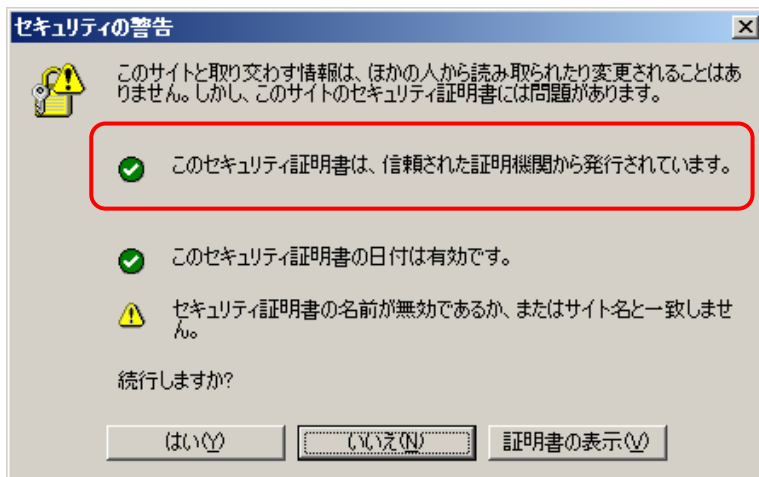 セキュリティの警告
このサイトと取り交わす情報は、ほかの人から読み取られたり変更されることはあ
りません。しかし、このサイトのセキュリティ証明書には問題があります。
このセキュリティ証明書は、信頼された証明機関から発行されています。
このセキュリティ証明書の日付は有効です。
セキュリティ証明書の名前が無効であるか、またはサイト名と一致しませ
ん。
続行しますか?
はい(Y) いいえ(N) 証明書の表示(V)